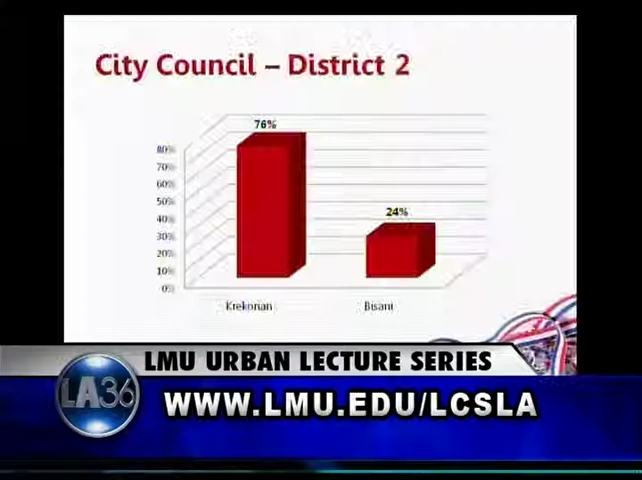 City Council – District 2
76%
80%
70%
60%
50%
40%
30%
20%
10%
0%
24%
Krekorian
Bisani
LMU URBAN LECTURE SERIES
LA36
WWW.LMU.EDU/LCSLA